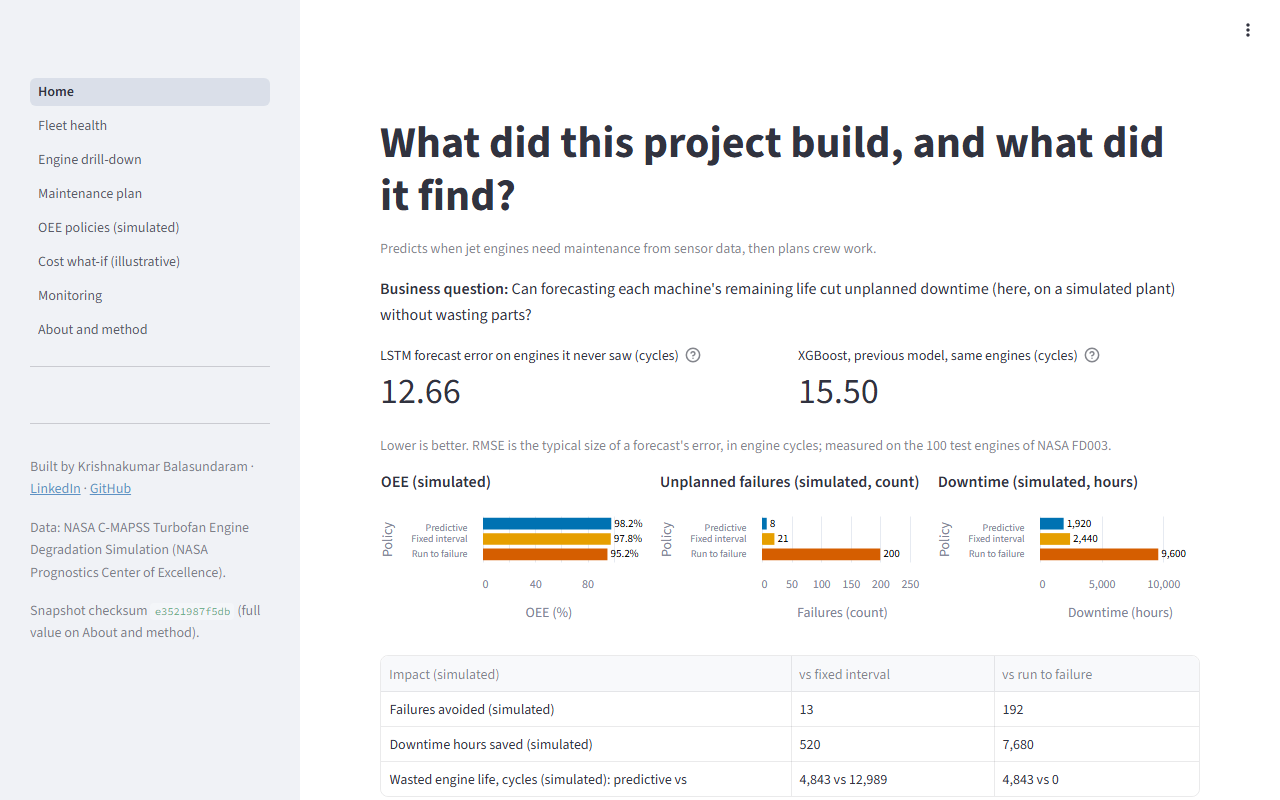 Home
Fleet health
Engine drill-down
Maintenance plan
OEE policies (simulated)
Cost what-if (illustrative)
Monitoring
About and method
Built by Krishnakumar Balasundaram ·
LinkedIn · GitHub
Data: NASA C-MAPSS Turbofan Engine
Degradation Simulation (NASA
Prognostics Center of Excellence).
Snapshot checksum e3521987f5db (full
value on About and method).
What did this project build, and what did
it find?
Predicts when jet engines need maintenance from sensor data, then plans crew work.
Business question: Can forecasting each machine's remaining life cut unplanned downtime (here, on a simulated plant)
without wasting parts?
LSTM forecast error on engines it never saw (cycles)
12.66
XGBoost, previous model, same engines (cycles)
15.50
Lower is better. RMSE is the typical size of a forecast's error, in engine cycles; measured on the 100 test engines of NASA FD003.
OEE (simulated)
Policy
Predictive 98.2%
Fixed interval 97.8%
Run to failure 95.2%
0 40 80
OEE (%)
Unplanned failures (simulated, count)
Policy
Predictive 8
Fixed interval 21
Run to failure 200
0 50 100 150 200 250
Failures (count)
Downtime (simulated, hours)
Policy
Predictive 1,920
Fixed interval 2,440
Run to failure 9,600
0 5,000 10,000
Downtime (hours)
Impact (simulated) vs fixed interval vs run to failure
Failures avoided (simulated) 13 192
Downtime hours saved (simulated) 520 7,680
Wasted engine life, cycles (simulated): predictive vs 4,843 vs 12,989 4,843 vs 0